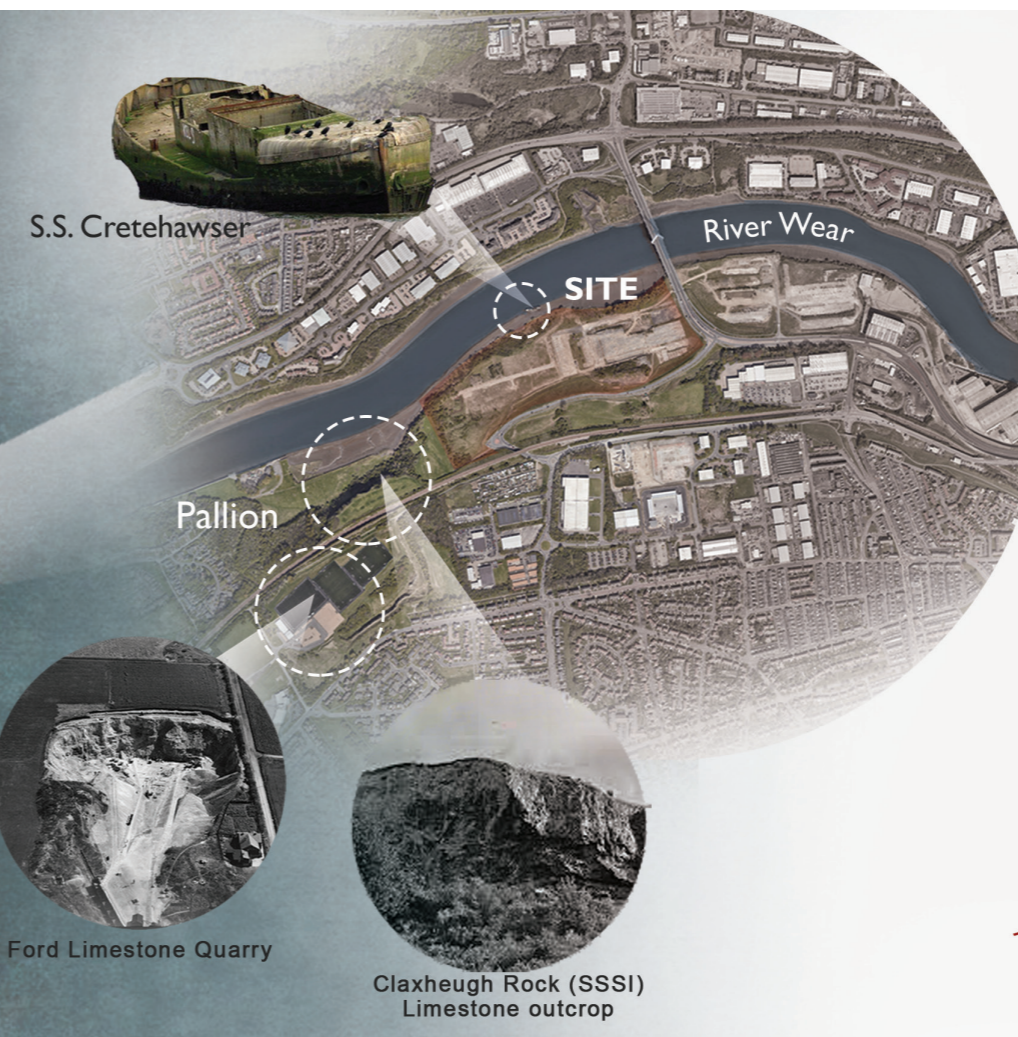 S.S. Cretehawser
River Wear
SITE
Pallion
Ford Limestone Quarry
Claxheugh Rock (SSSI)
Limestone outcrop